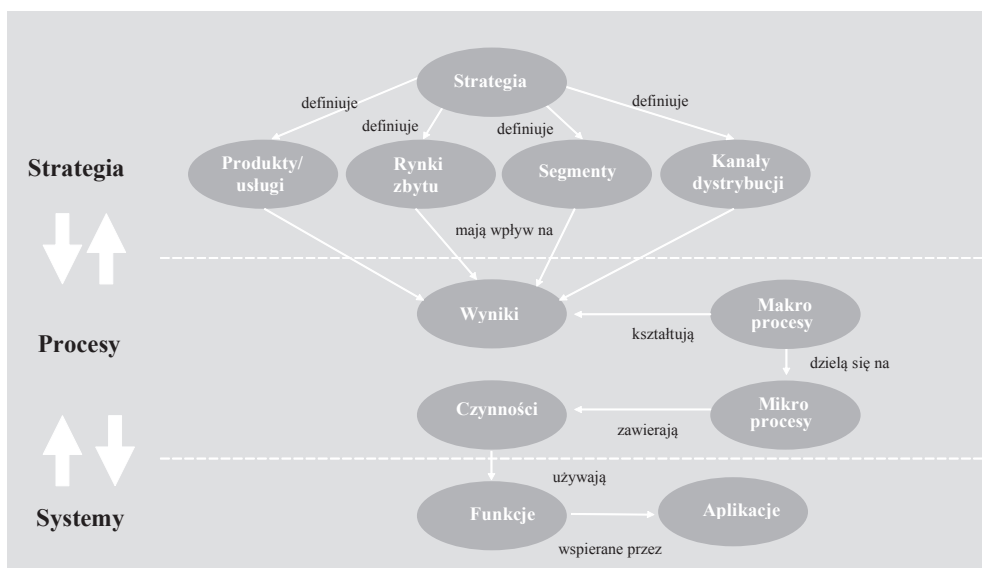 Strategia
definiuje
definiuje
definiuje
definiuje
Produkty/
usługi
Rynki
zbytu
Segmenty
Kanały
dystrybucji
Strategia
mają wpływ na
Wyniki
Makro
procesy
kształtują
Procesy
dzielą się na
Czynności
Mikro
procesy
zawierają
używają
Systemy
Funkcje
Aplikacje
wspierane przez